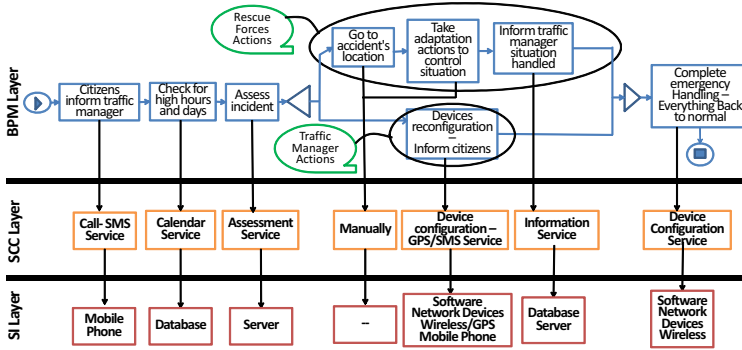 Rescue
Forces
Actions
Go to
accident's
location
Take
adaptation
actions to
control
situation
Inform traffic
manager
situation
handled
BPM Layer
Citizens
inform traffic
manager
Check for
high hours
and days
Assess
incident
Complete
emergency
Handling –
Everything Back
to normal
Traffic
Manager
Actions
Devices
reconfiguration
–
Inform citizens
SCC Layer
Call- SMS
Service
Calendar
Service
Assessment
Service
Manually
Device
configuration –
GPS/SMS Service
Information
Service
Device
Configuration
Service
SI Layer
Mobile
Phone
Database
Server
--
Software
Network Devices
Wireless/GPS
Mobile Phone
Database
Server
Software
Network
Devices
Wireless